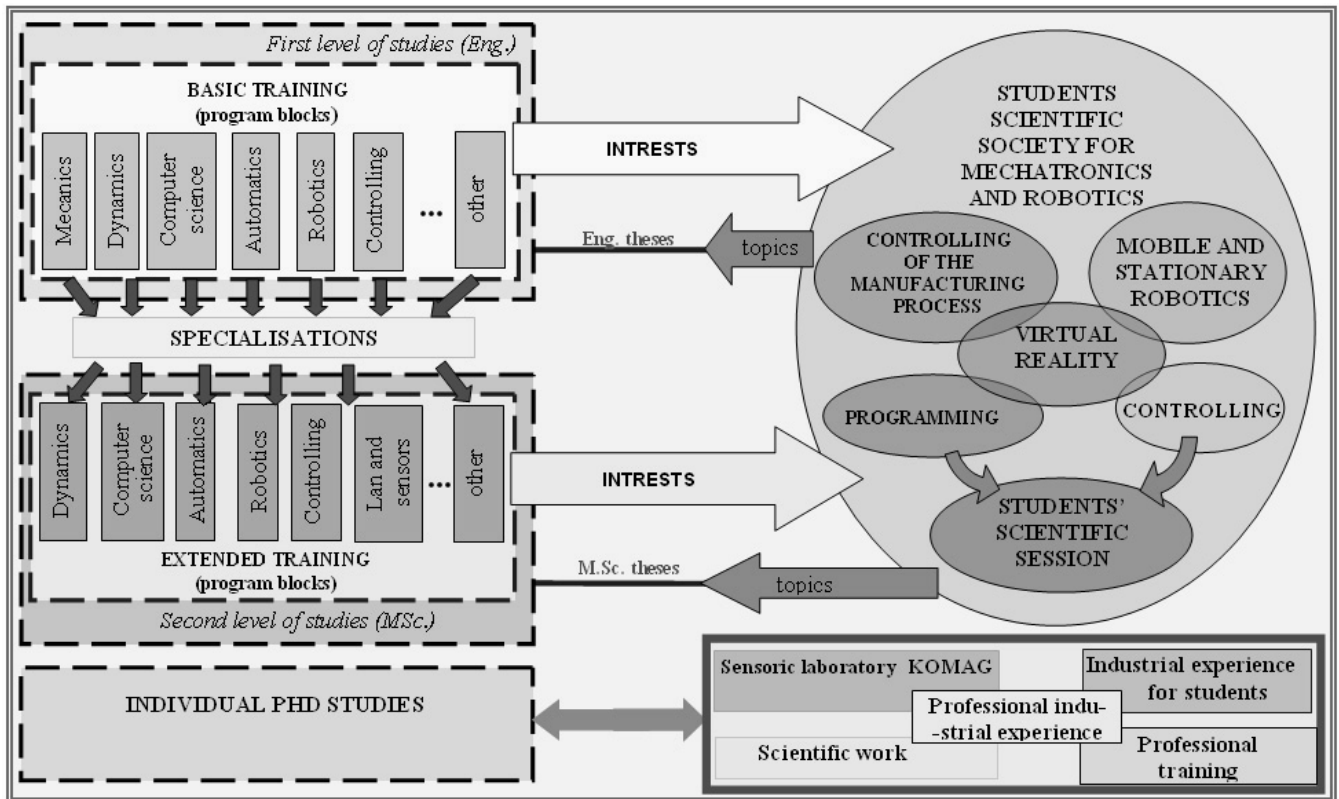 First level of studies (Eng.)
BASIC TRAINING
(program blocks)
Mecanics
Dynamics
Computer
science
Automatics
Robotics
Controlling
...
other
SPECIALISATIONS
Dynamics
Computer
science
Automatics
Robotics
Controlling
Lan and
sensors
...
other
EXTENDED TRAINING
(program blocks)
Second level of studies (MSc.)
INDIVIDUAL PHD STUDIES
INTRESTS
Eng. theses
topics
INTRESTS
M.Sc. theses
topics
STUDENTS
SCIENTIFIC
SOCIETY FOR
MECHATRONICS
AND ROBOTICS
CONTROLLING
OF THE
MANUFACTURING
PROCESS
MOBILE AND
STATIONARY
ROBOTICS
VIRTUAL
REALITY
PROGRAMMING
CONTROLLING
STUDENTS'
SCIENTIFIC
SESSION
Sensoric laboratory KOMAG
Industrial experience
for students
Professional indu-
-strial experience
Scientific work
Professional
training